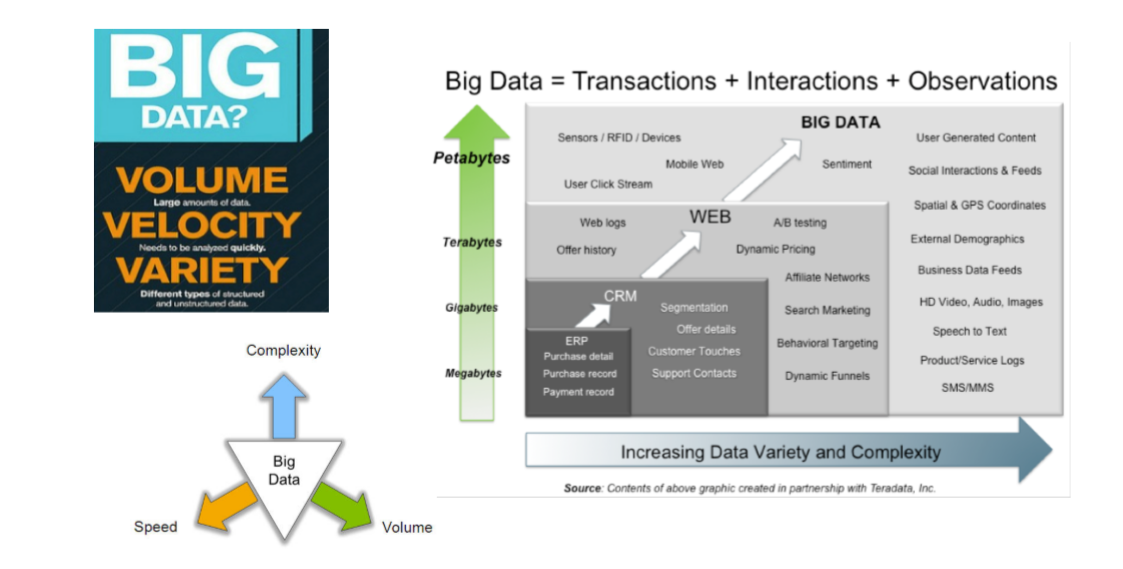 BIG
DATA?
VOLUME
Large amounts of data.
VELOCITY
Needs to be analyzed quickly.
VARIETY
Different types of structured
and unstructured data.
Complexity
Big
Data
Speed
Volume
Big Data = Transactions + Interactions + Observations
Petabytes
Terabytes
Gigabytes
Megabytes
BIG DATA
Sensors / RFID / Devices
Mobile Web
User Click Stream
Sentiment
User Generated Content
Social Interactions & Feeds
Spatial & GPS Coordinates
External Demographics
Business Data Feeds
HD Video, Audio, Images
Speech to Text
Product/Service Logs
SMS/MMS
WEB
Web logs
Offer history
A/B testing
Dynamic Pricing
Affiliate Networks
Search Marketing
Behavioral Targeting
Dynamic Funnels
CRM
Segmentation
Offer details
Customer Touches
Support Contacts
ERP
Purchase detail
Purchase record
Payment record
Increasing Data Variety and Complexity
Source: Contents of above graphic created in partnership with Teradata, Inc.